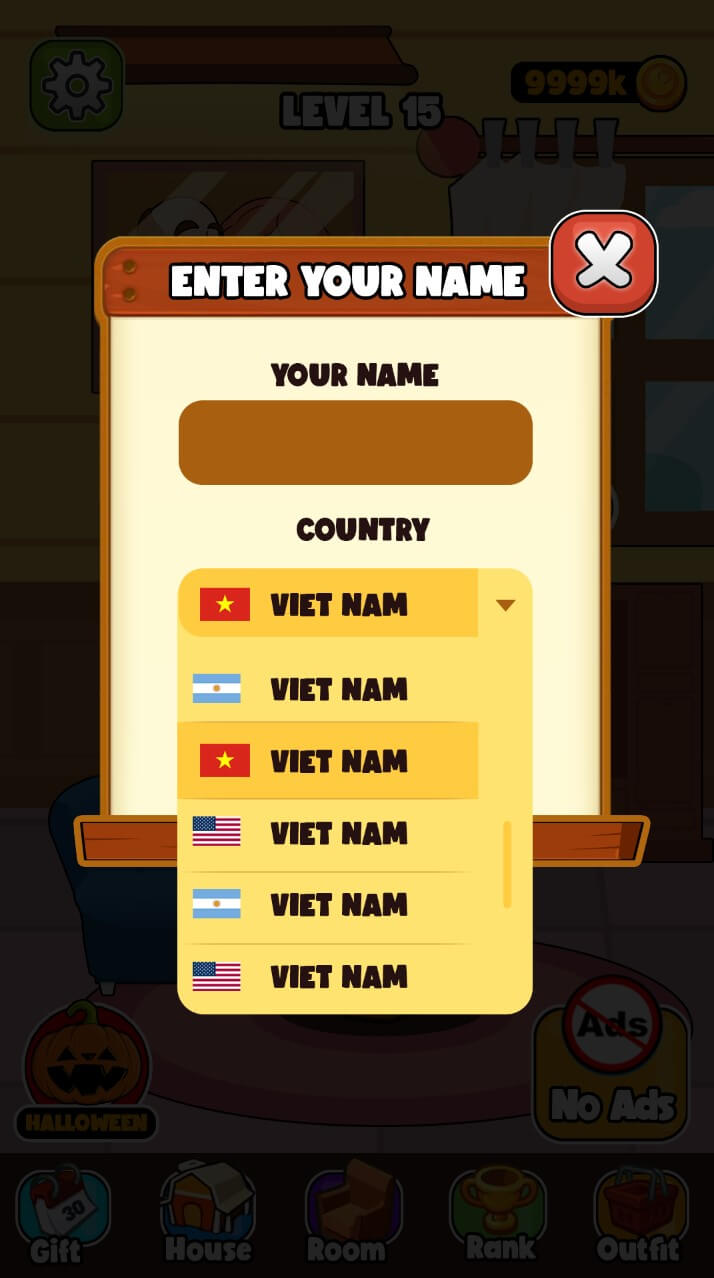 9999k
LEVEL 15
ENTER YOUR NAME
YOUR NAME
COUNTRY
VIET NAM
VIET NAM
VIET NAM
VIET NAM
VIET NAM
VIET NAM
Ads
No Ads
HALLOWEEN
30
Gift
House
Room
Rank
Outfit